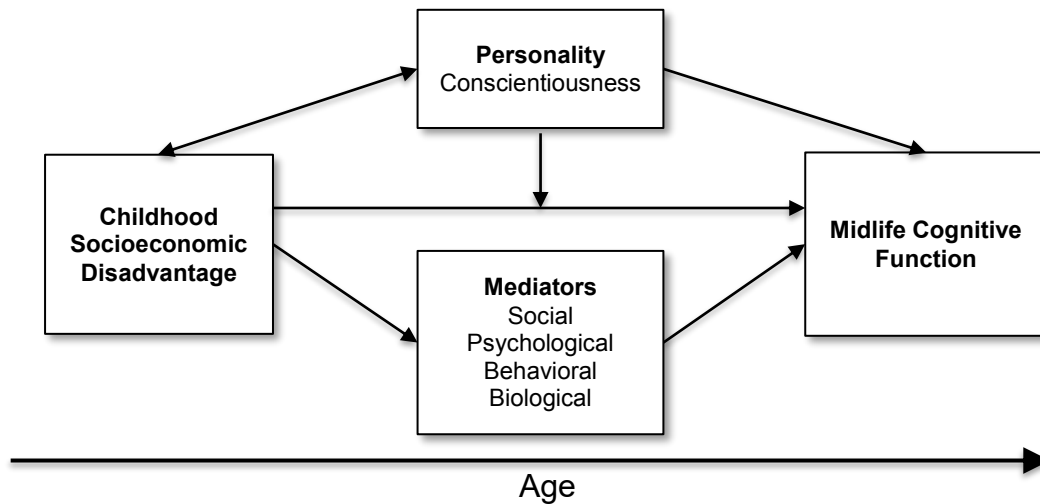 Personality
Conscientiousness
Childhood
Socioeconomic
Disadvantage
Midlife Cognitive
Function
Mediators
Social
Psychological
Behavioral
Biological
Age